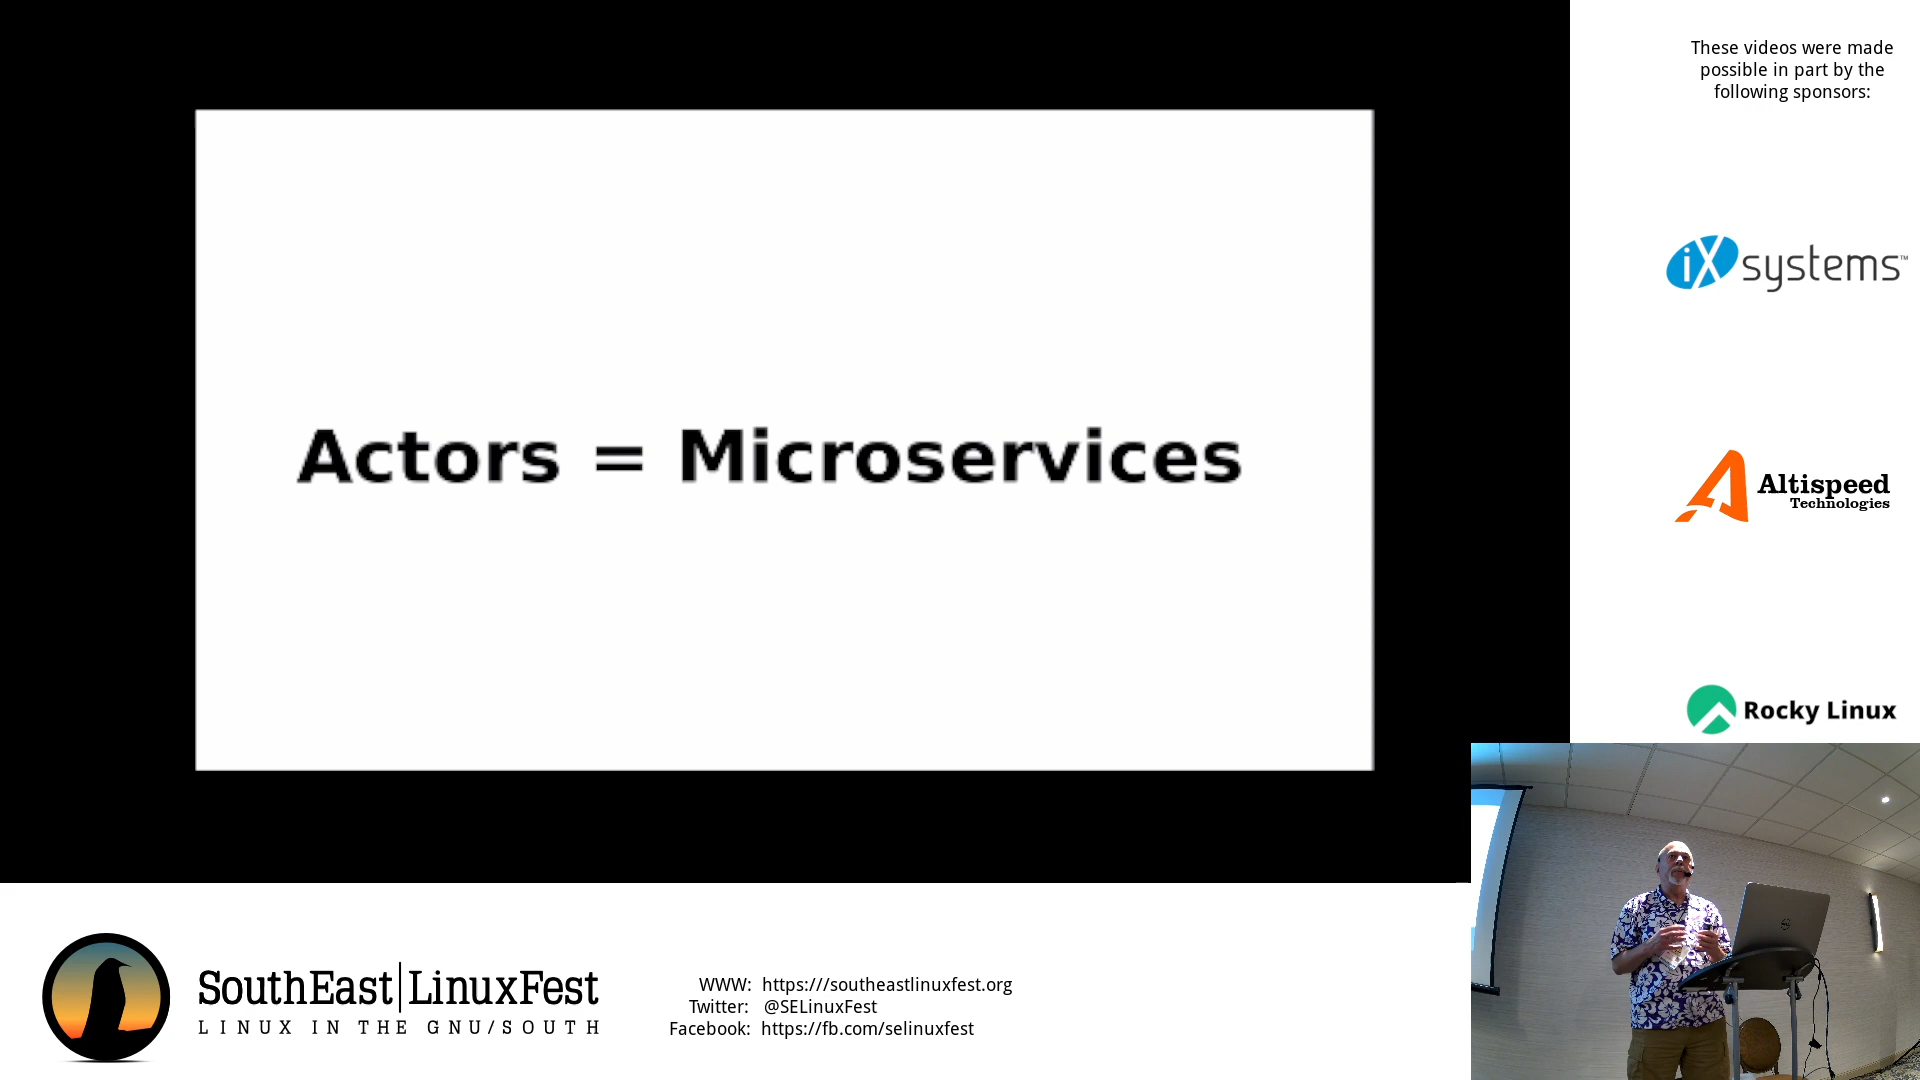 Actors = Microservices
These videos were made
possible in part by the
following sponsors:
iXsystems™
Altispeed
Technologies
Rocky Linux
SouthEast LinuxFest
LINUX IN THE GNU/SOUTH
WWW: https:///southeastlinuxfest.org
Twitter: @SELinuxFest
Facebook: https://fb.com/selinuxfest